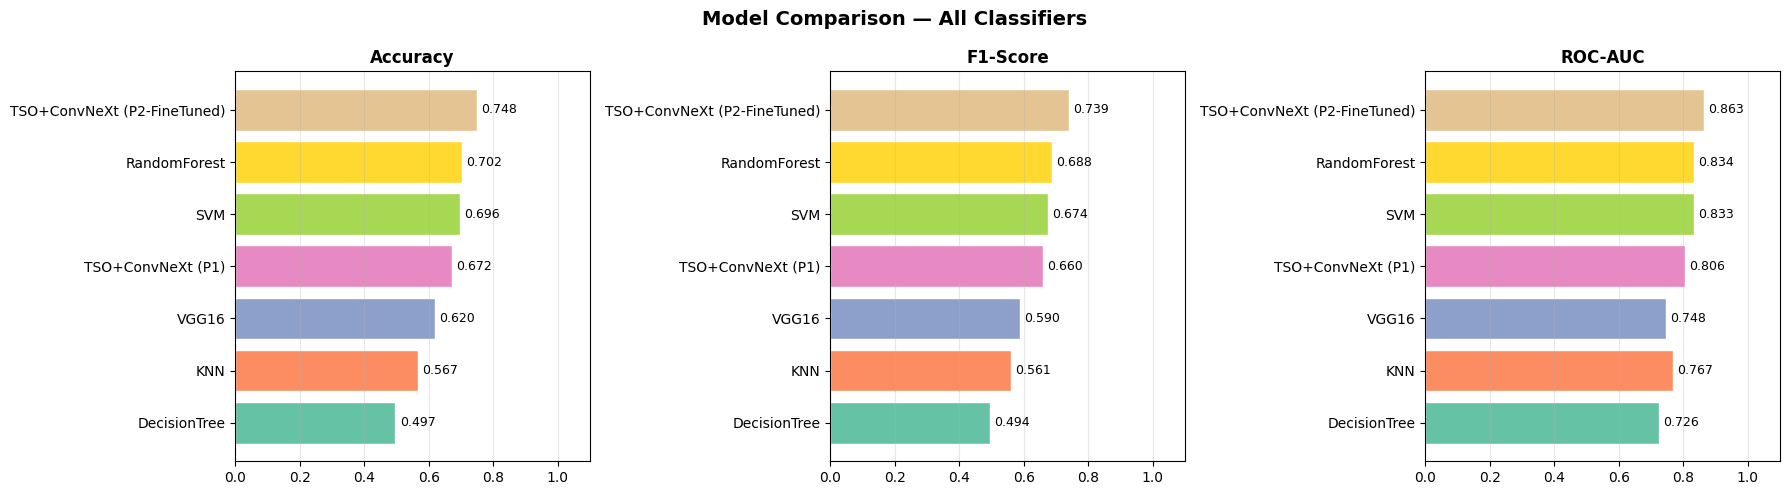 Model Comparison — All Classifiers
Accuracy
TSO+ConvNeXt (P2-FineTuned) 0.748
RandomForest 0.702
SVM 0.696
TSO+ConvNeXt (P1) 0.672
VGG16 0.620
KNN 0.567
DecisionTree 0.497
0.0 0.2 0.4 0.6 0.8 1.0
F1-Score
TSO+ConvNeXt (P2-FineTuned) 0.739
RandomForest 0.688
SVM 0.674
TSO+ConvNeXt (P1) 0.660
VGG16 0.590
KNN 0.561
DecisionTree 0.494
0.0 0.2 0.4 0.6 0.8 1.0
ROC-AUC
TSO+ConvNeXt (P2-FineTuned) 0.863
RandomForest 0.834
SVM 0.833
TSO+ConvNeXt (P1) 0.806
VGG16 0.748
KNN 0.767
DecisionTree 0.726
0.0 0.2 0.4 0.6 0.8 1.0